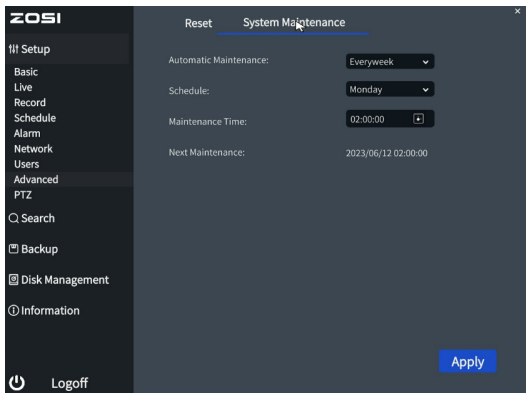 ZOSI
Reset System Maintenance
Setup
Basic
Live
Record
Schedule
Alarm
Network
Users
Advanced
PTZ
Search
Backup
Disk Management
Information
Logoff
Automatic Maintenance: Everyweek
Schedule: Monday
Maintenance Time: 02:00:00
Next Maintenance: 2023/06/12 02:00:00
Apply